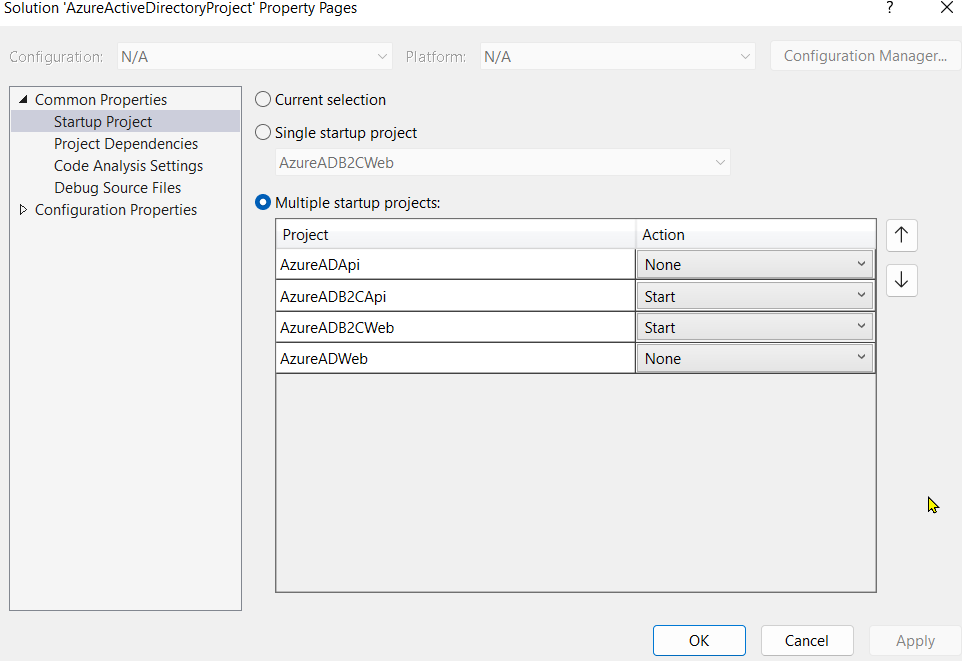 Solution 'AzureActiveDirectoryProject' Property Pages
?
Configuration: N/A Platform: N/A Configuration Manager...
Common Properties
Startup Project
Project Dependencies
Code Analysis Settings
Debug Source Files
Configuration Properties
Current selection
Single startup project
AzureADB2CWeb
Multiple startup projects:
Project Action
AzureADApi None
AzureADB2CApi Start
AzureADB2CWeb Start
AzureADWeb None
OK Cancel Apply